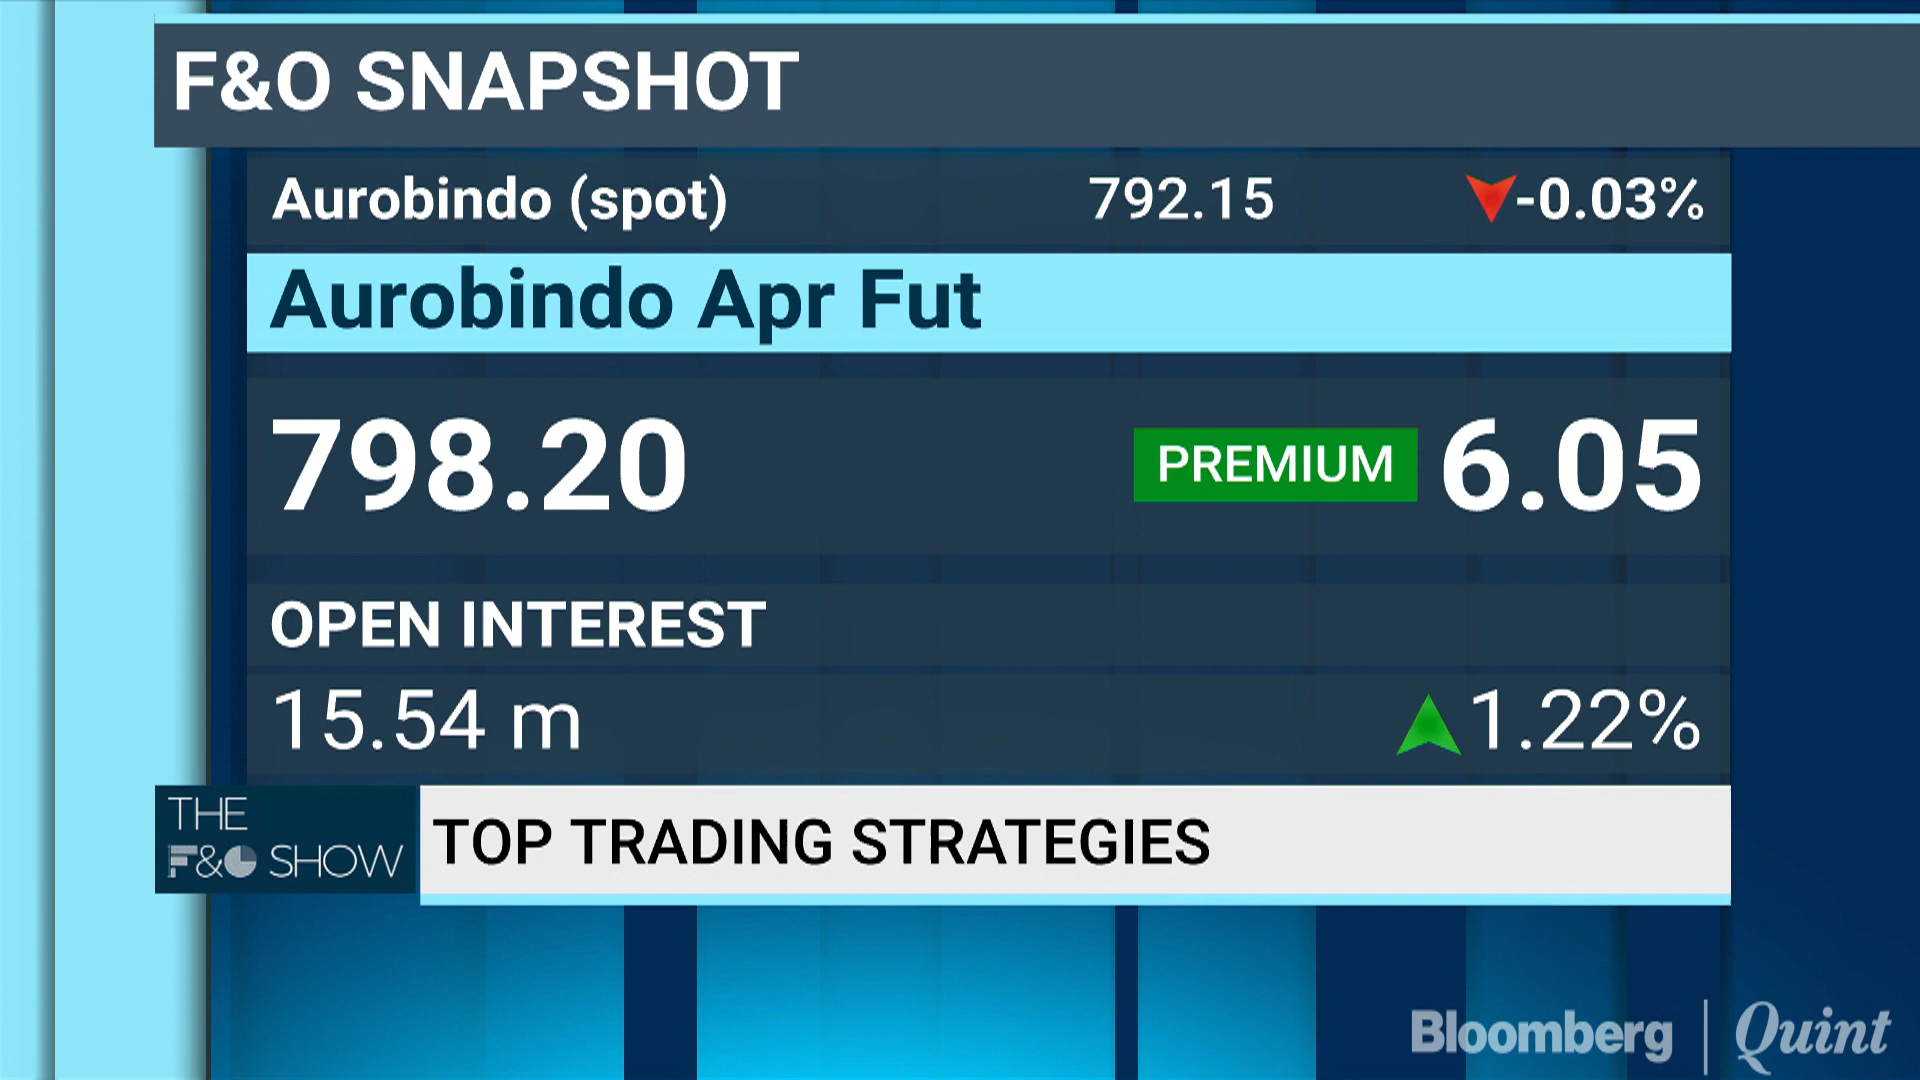 F&O SNAPSHOT
Aurobindo (spot) 792.15 -0.03%
Aurobindo Apr Fut
798.20 PREMIUM 6.05
OPEN INTEREST
15.54 m 1.22%
THE
F&O SHOW
TOP TRADING STRATEGIES
Bloomberg | Quint